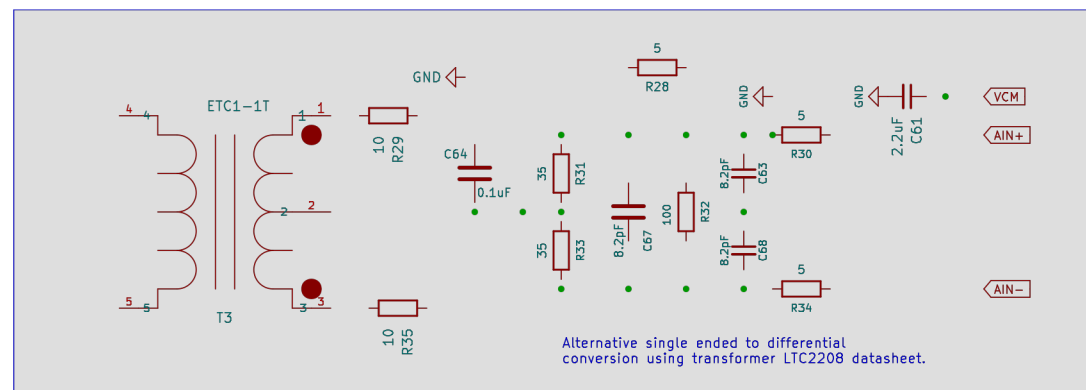 5
R28
GND
GND
GND
2.2uF
C61
VCM
4
4
ETC1-1T
1
1
10
R29
5
R30
AIN+
C64
0.1uF
35
R31
8.2pF
C63
2
2
8.2pF
C67
100
R32
35
R33
8.2pF
C68
5
5
T3
3
3
10
R35
5
R34
AIN-
Alternative single ended to differential
conversion using transformer LTC2208 datasheet.